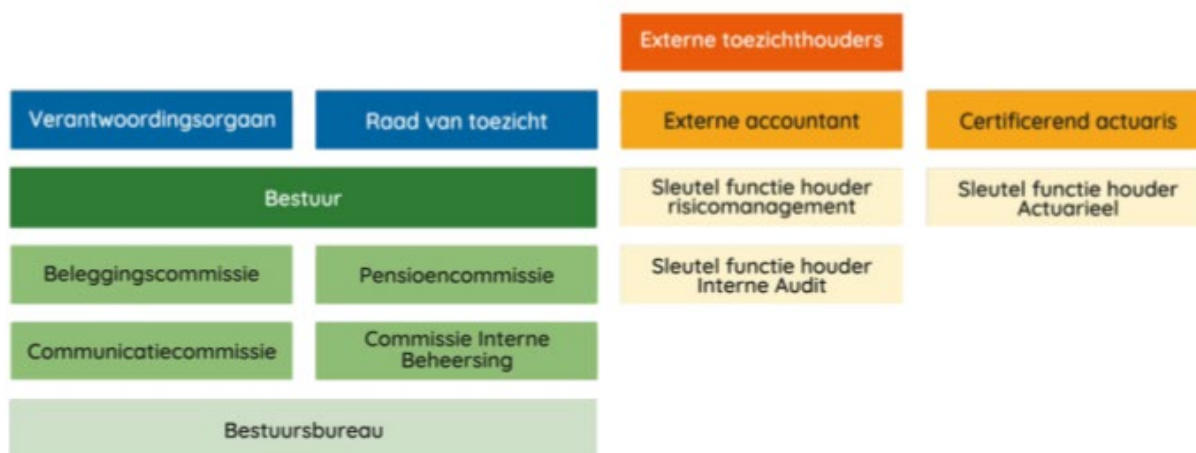 Externe toezichthouders
Verantwoordingsorgaan
Raad van toezicht
Externe accountant
Certificerend actuaris
Bestuur
Sleutel functie houder
risicomanagement
Sleutel functie houder
Actuarieel
Beleggingscommissie
Pensioencommissie
Sleutel functie houder
Interne Audit
Communicatiecommissie
Commissie Interne
Beheersing
Bestuursbureau